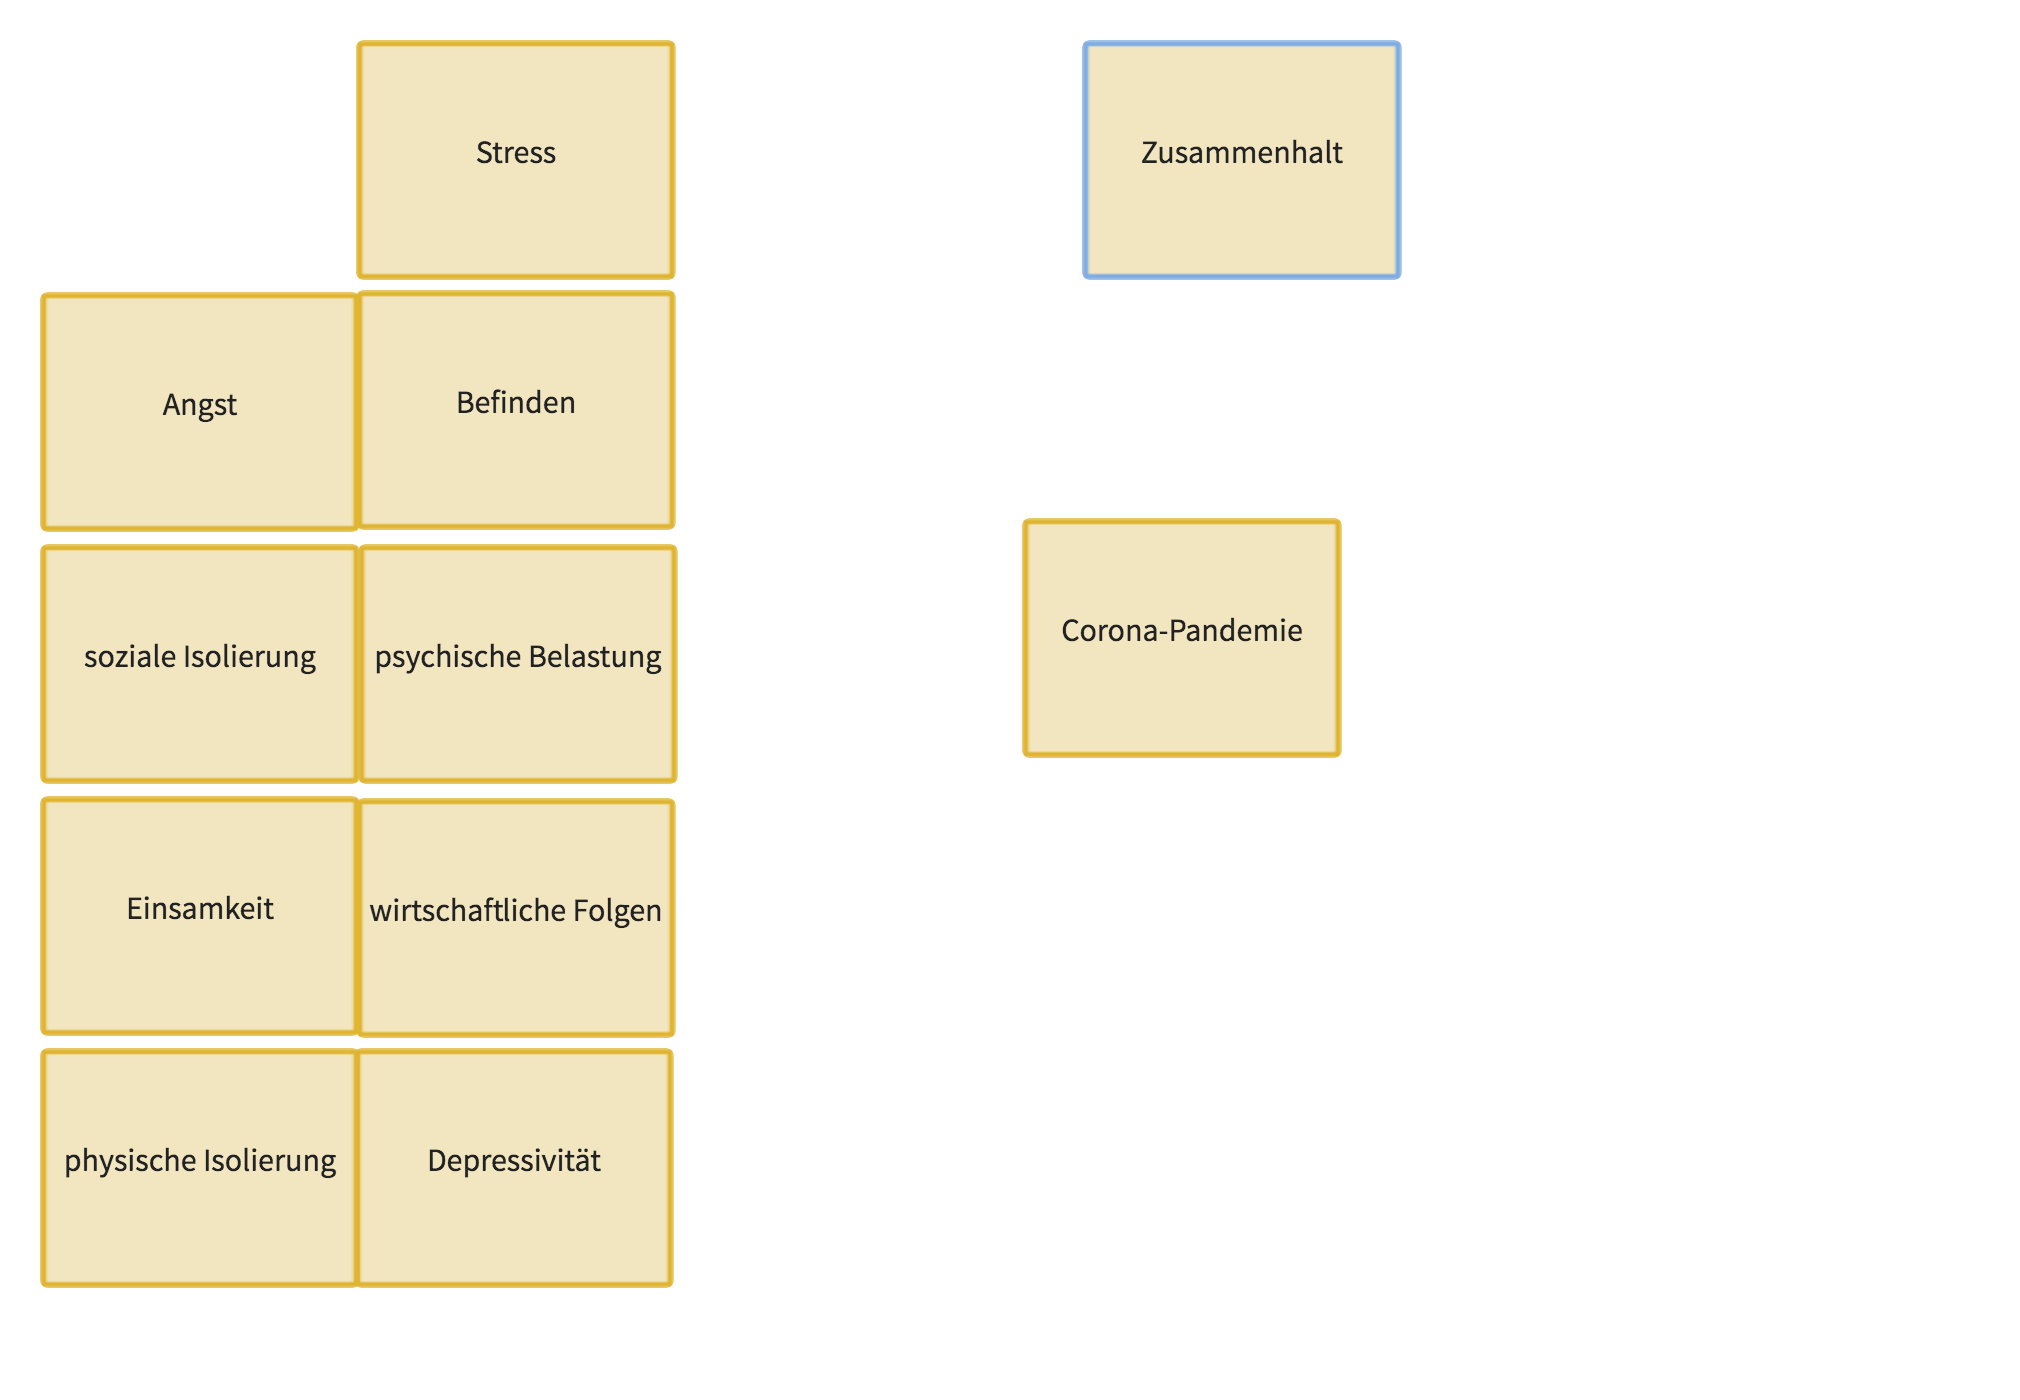 Stress
Zusammenhalt
Angst
Befinden
Corona-Pandemie
soziale Isolierung
psychische Belastung
Einsamkeit
wirtschaftliche Folgen
physische Isolierung
Depressivität